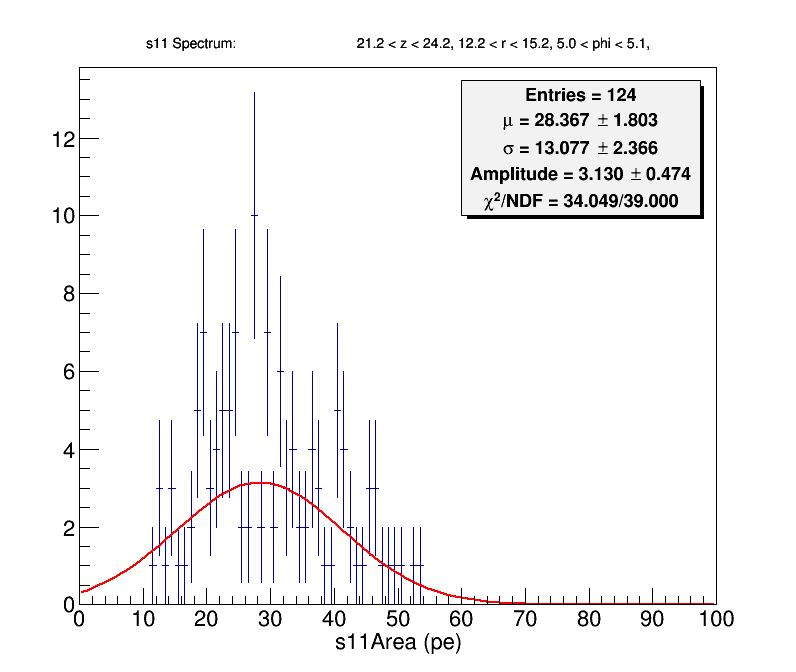 s11 Spectrum: 21.2 < z < 24.2, 12.2 < r < 15.2, 5.0 < phi < 5.1,
Entries = 124
μ = 28.367 ± 1.803
σ = 13.077 ± 2.366
Amplitude = 3.130 ± 0.474
χ²/NDF = 34.049/39.000
12
10
8
6
4
2
0
0 10 20 30 40 50 60 70 80 90 100
s11Area (pe)